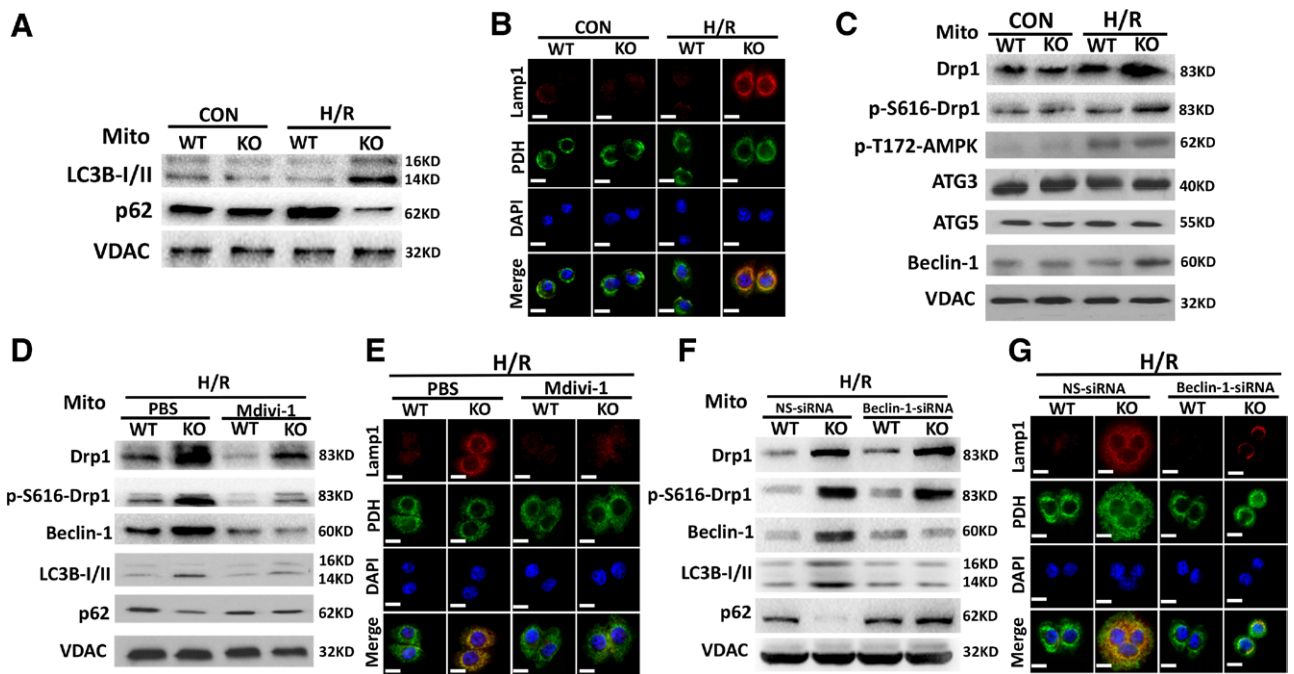 A
CON H/R
Mito WT KO WT KO
LC3B-I/II 16KD
14KD
p62 62KD
VDAC 32KD
B
CON H/R
WT KO WT KO
Lamp1
PDH
DAPI
Merge
C
CON H/R
Mito WT KO WT KO
Drp1 83KD
p-S616-Drp1 83KD
p-T172-AMPK 62KD
ATG3 40KD
ATG5 55KD
Beclin-1 60KD
VDAC 32KD
D
H/R
Mito PBS Mdivi-1
WT KO WT KO
Drp1 83KD
p-S616-Drp1 83KD
Beclin-1 60KD
LC3B-I/II 16KD
14KD
p62 62KD
VDAC 32KD
E
H/R
PBS Mdivi-1
WT KO WT KO
Lamp1
PDH
DAPI
Merge
F
H/R
Mito NS-siRNA Beclin-1-siRNA
WT KO WT KO
Drp1 83KD
p-S616-Drp1 83KD
Beclin-1 60KD
LC3B-I/II 16KD
14KD
p62 62KD
VDAC 32KD
G
H/R
NS-siRNA Beclin-1-siRNA
WT KO WT KO
Lamp1
PDH
DAPI
Merge